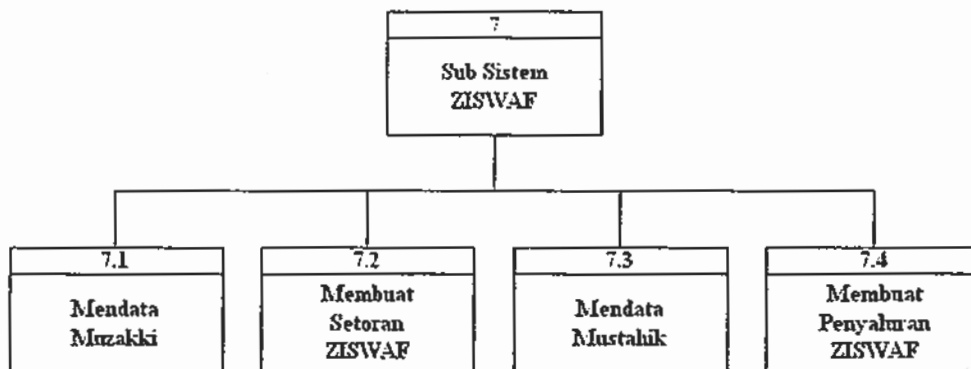 7
Sub Sistem
ZISWAF
7.1
Mendata
Muzakki
7.2
Membuat
Setoran
ZISWAF
7.3
Mendata
Mustahik
7.4
Membuat
Penyaluran
ZISWAF